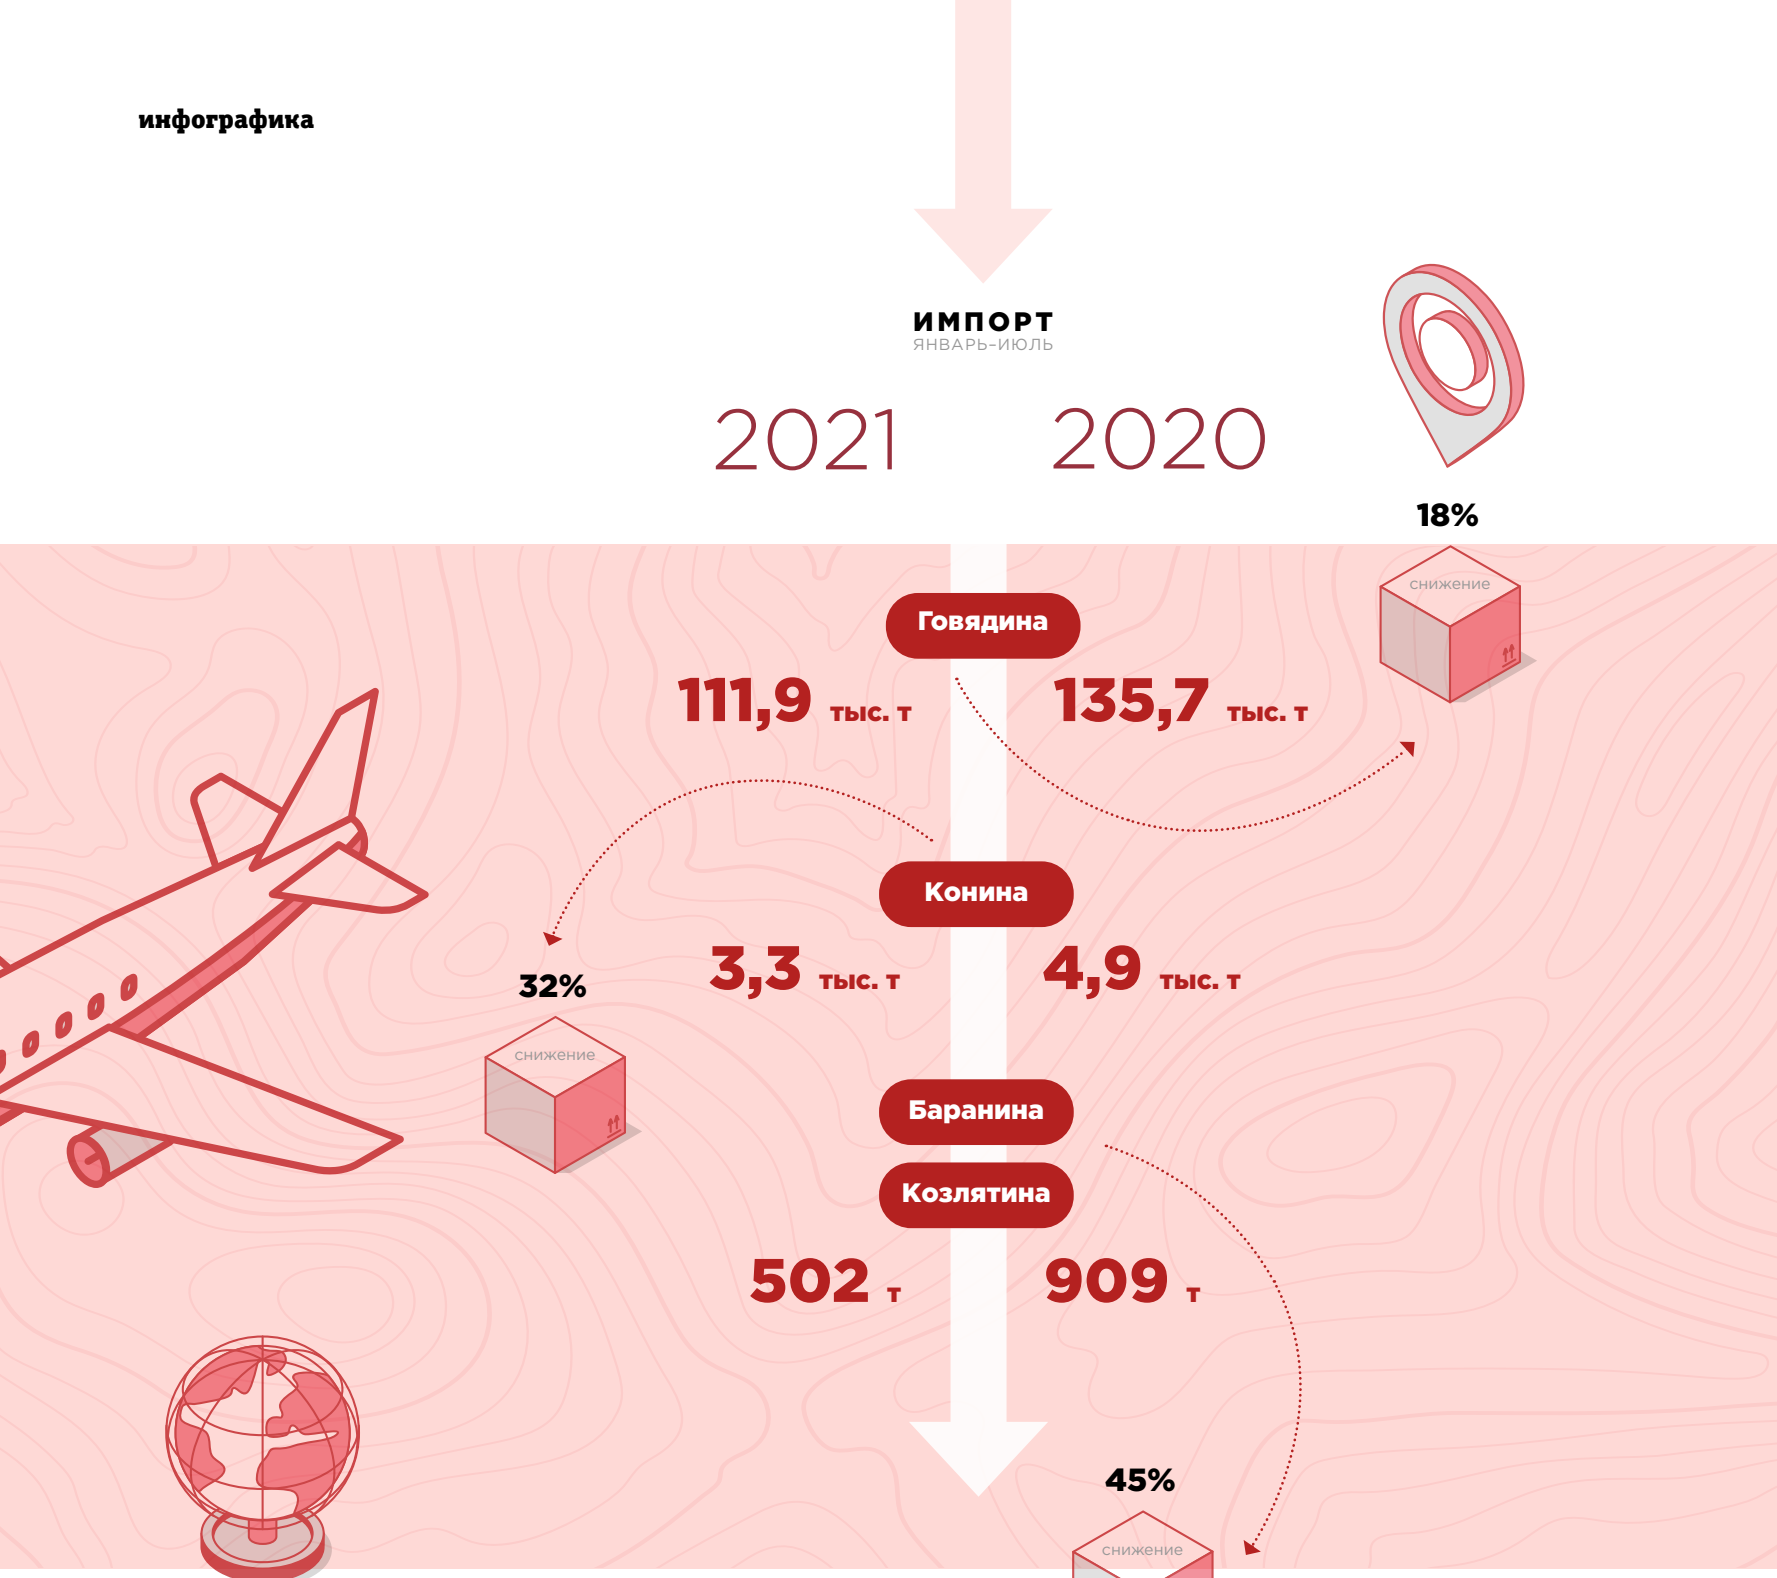 инфографика
ИМПОРТ
ЯНВАРЬ–ИЮЛЬ
2021 2020
18%
снижение
Говядина
111,9 тыс. т 135,7 тыс. т
Конина
32%
3,3 тыс. т 4,9 тыс. т
снижение
Баранина
Козлятина
502 т 909 т
45%
снижение